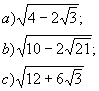 a)√(4 − 2√3);
b)√(10 − 2√21);
c)√(12 + 6√3)